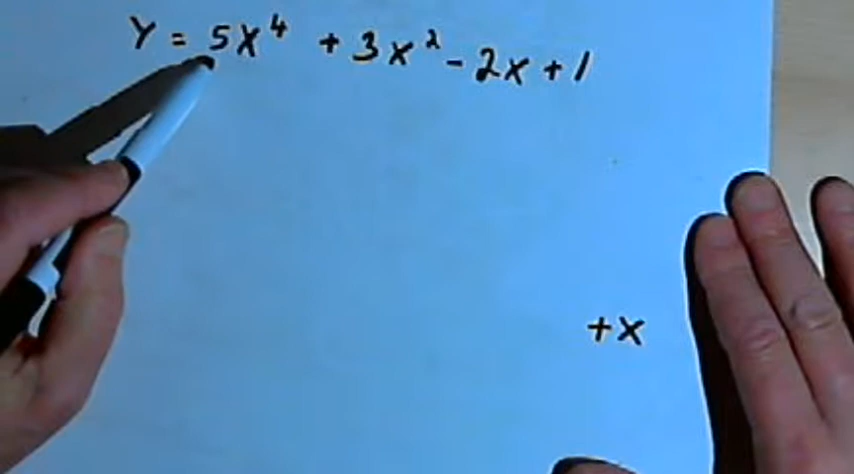 Y = 5x⁴ + 3x² - 2x + 1
+x